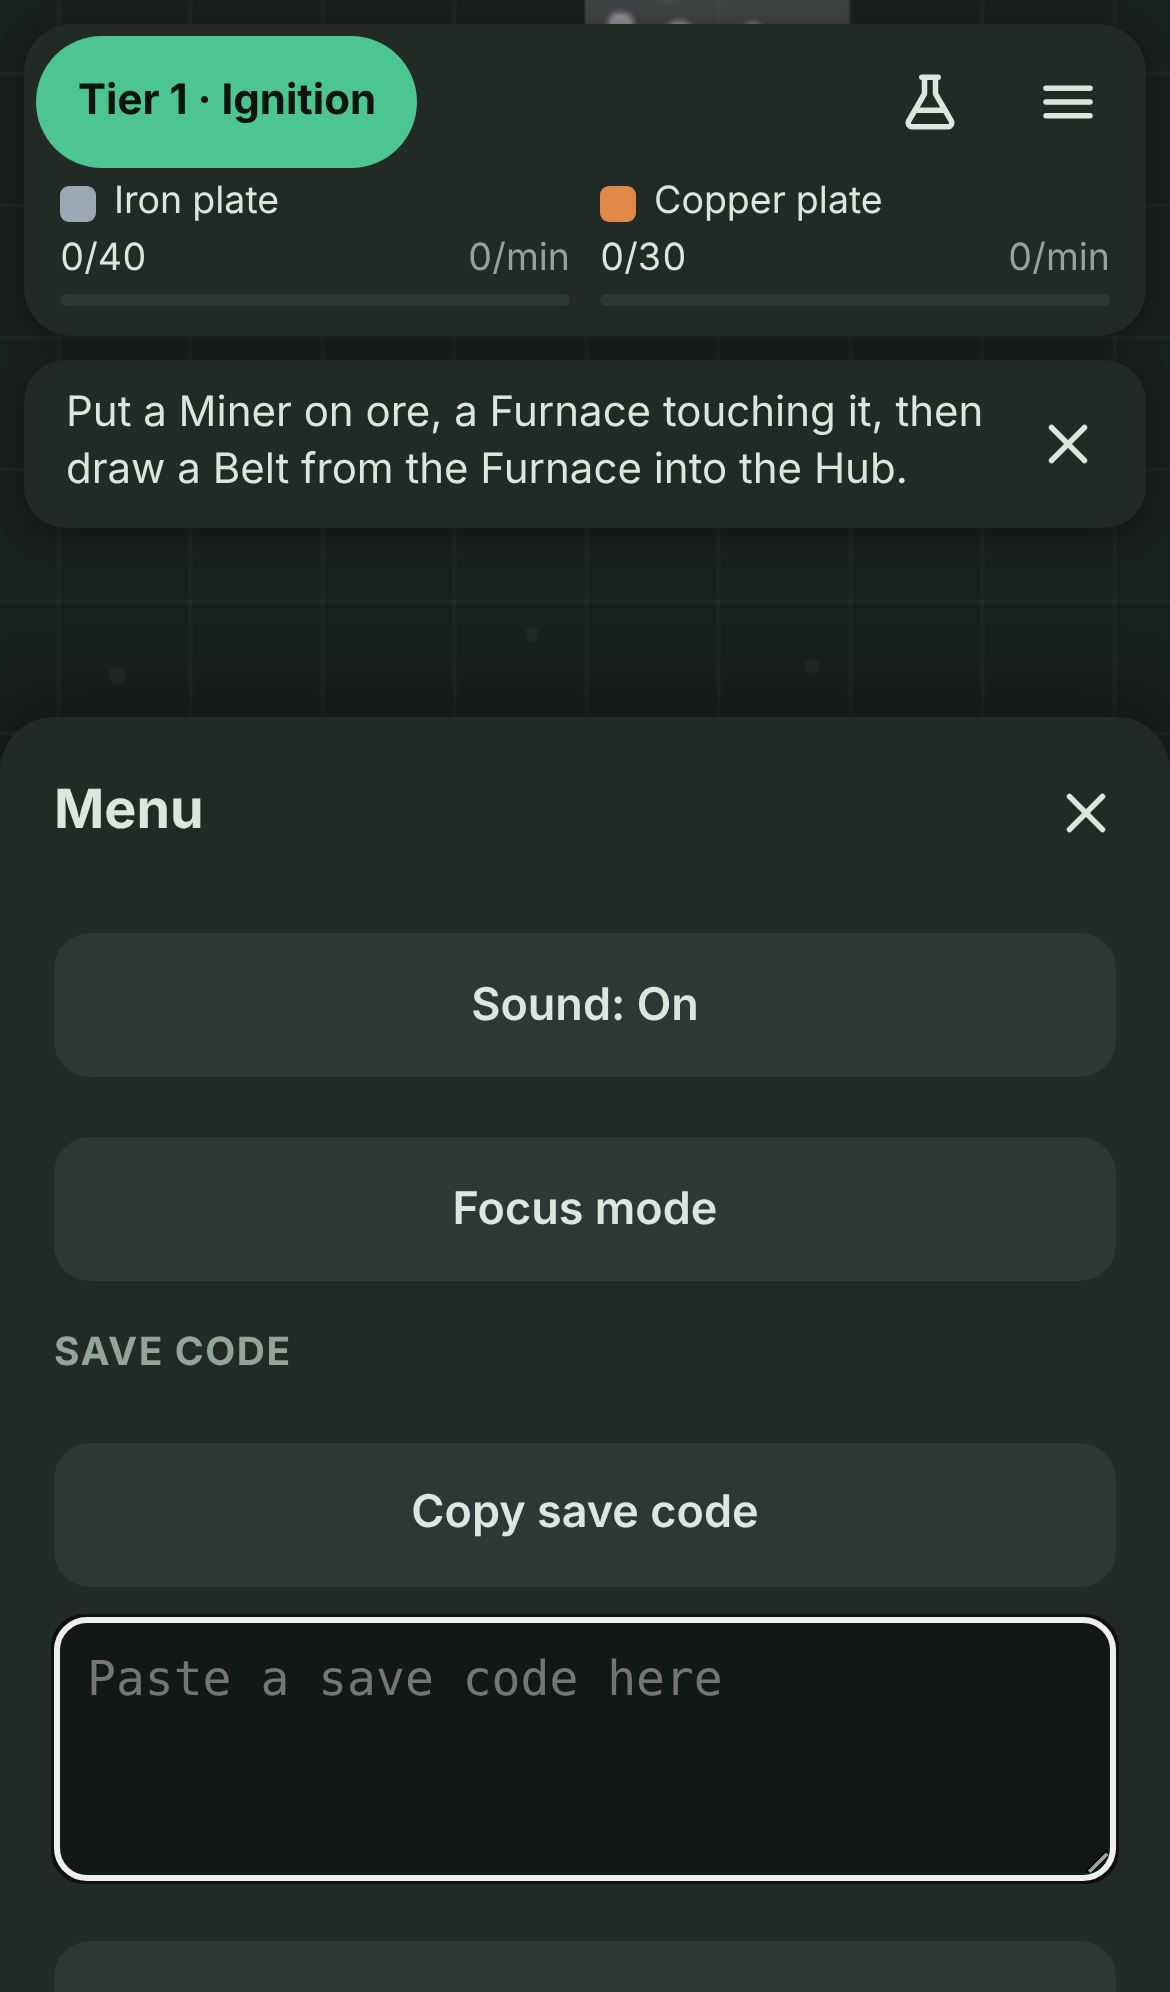 Tier 1 · Ignition
Iron plate
0/40 0/min
Copper plate
0/30 0/min
Put a Miner on ore, a Furnace touching it, then
draw a Belt from the Furnace into the Hub.
Menu
Sound: On
Focus mode
SAVE CODE
Copy save code
Paste a save code here